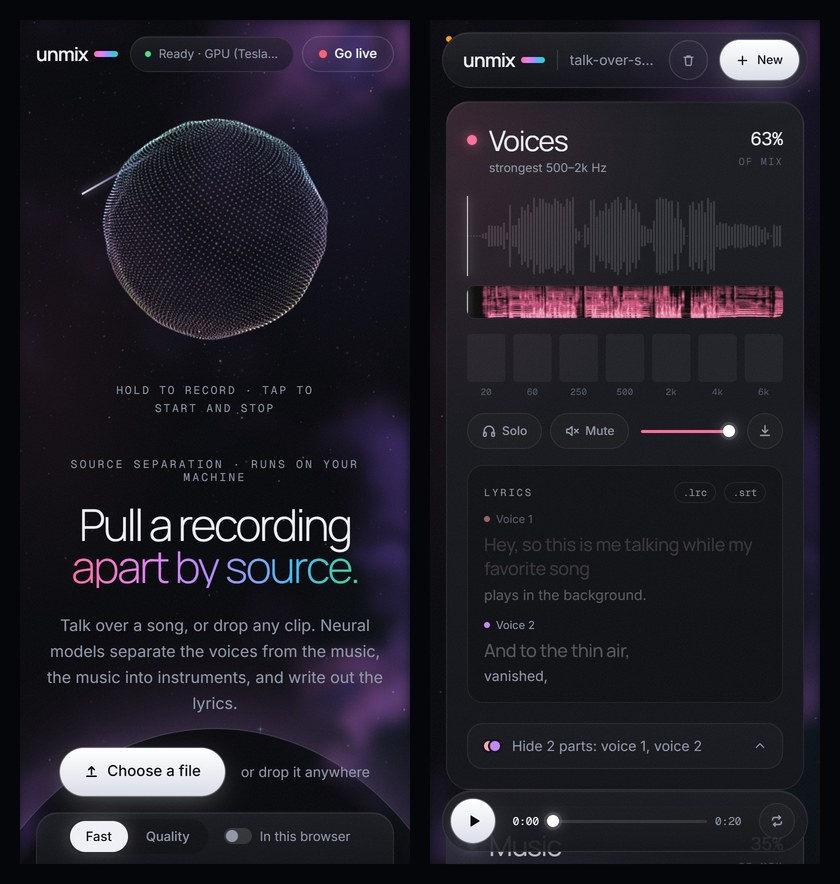 unmix
Ready · GPU (Tesla...
Go live
HOLD TO RECORD · TAP TO
START AND STOP
SOURCE SEPARATION · RUNS ON YOUR
MACHINE
Pull a recording
apart by source.
Talk over a song, or drop any clip. Neural
models separate the voices from the music,
the music into instruments, and write out the
lyrics.
Choose a file
or drop it anywhere
Fast
Quality
In this browser
unmix
talk-over-s...
New
Voices
63%
strongest 500–2k Hz
OF MIX
20 60 250 500 2k 4k 6k
Solo
Mute
LYRICS
.lrc
.srt
Voice 1
Hey, so this is me talking while my
favorite song
plays in the background.
Voice 2
And to the thin air,
vanished,
Hide 2 parts: voice 1, voice 2
0:00
0:20
Music
35%